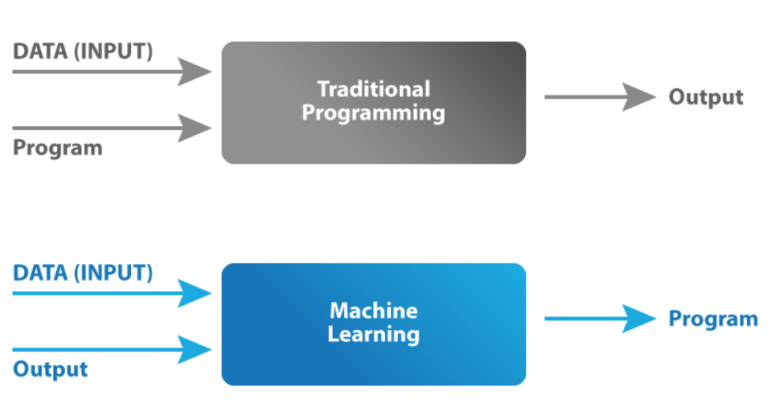 DATA (INPUT)
Program
Traditional
Programming
Output
DATA (INPUT)
Output
Machine
Learning
Program